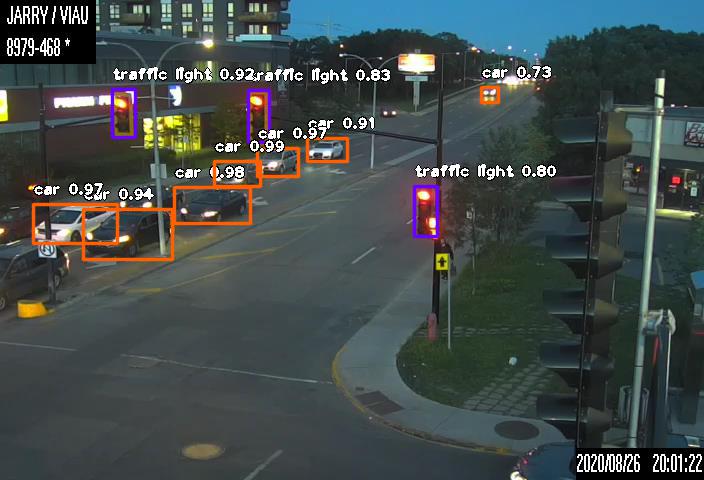 JARRY / VIAU
8979-468 *
traffic light 0.92
traffic light 0.83
car 0.73
car 0.91
car 0.97
car 0.99
car 0.98
car 0.97
car 0.94
traffic light 0.80
2020/08/26 20:01:22